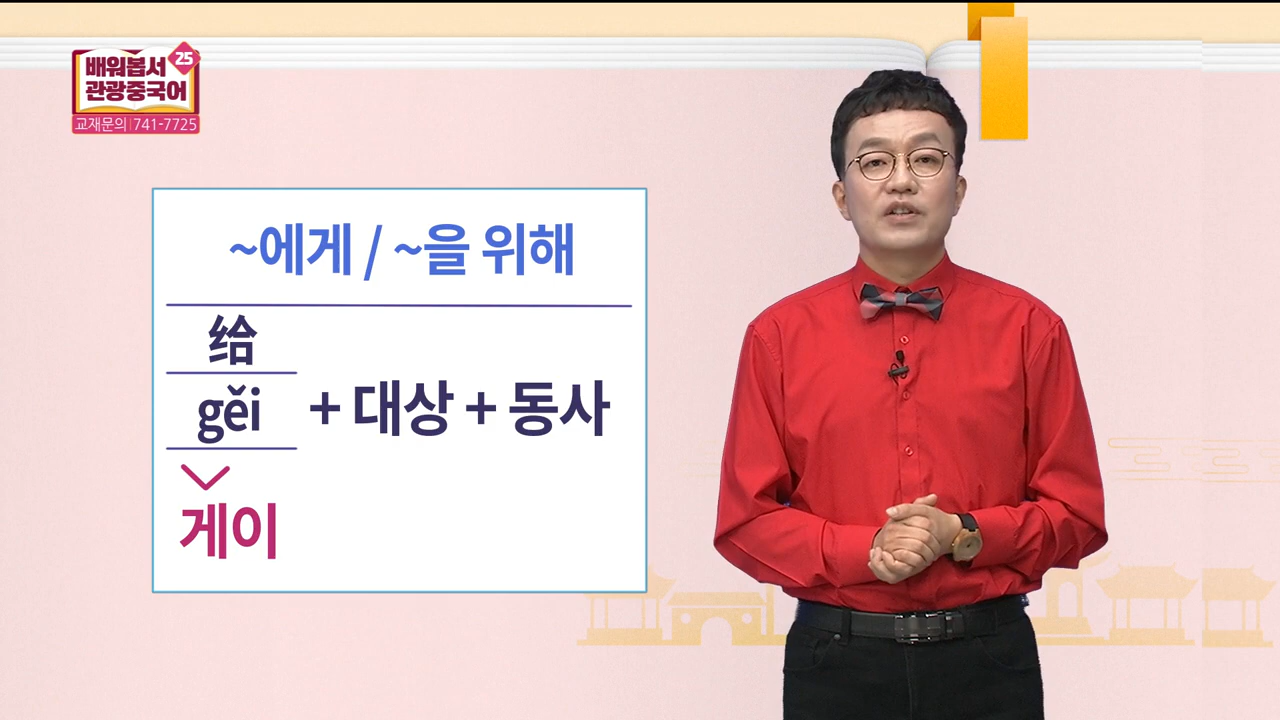 배워봅서 25
관광중국어
교재문의 | 741-7725
~에게 / ~을 위해
给
gěi
+ 대상 + 동사
게이